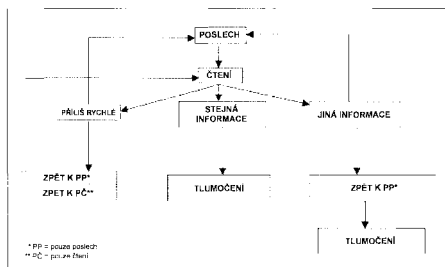 POSLECH
ČTENÍ
PŘÍLIŠ RYCHLÉ
STEJNÁ
INFORMACE
JINÁ INFORMACE
ZPĚT K PP*
ZPĚT K PČ**
TLUMOČENÍ
ZPĚT K PP*
TLUMOČENÍ
* PP = pouze poslech
** PČ = pouze čtení